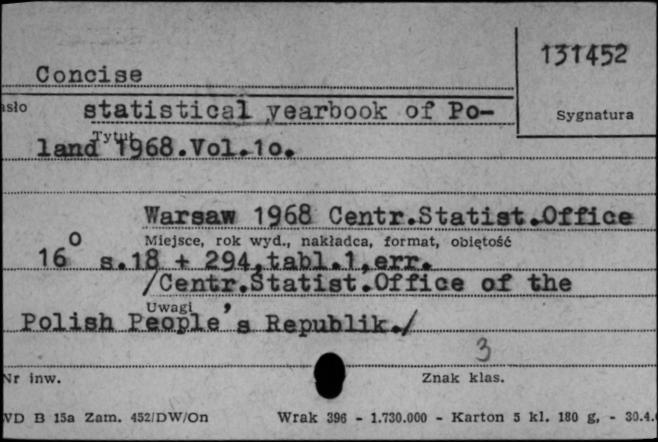 131452
Concise
asło
statistical yearbook of Po-
Sygnatura
Tytuł
land 1968.Vol.10.
Warsaw 1968 Centr.Statist.Office
Miejsce, rok wyd., nakładca, format, objętość
16° s.18 + 294,tabl.1,err.
/Centr.Statist.Office of the
Uwagi
Polish People's Republik./
3
Nr inw.
Znak klas.
WD B 15a Zam. 452/DW/On Wrak 396 - 1.730.000 - Karton 5 kl. 180 g, - 30.4.